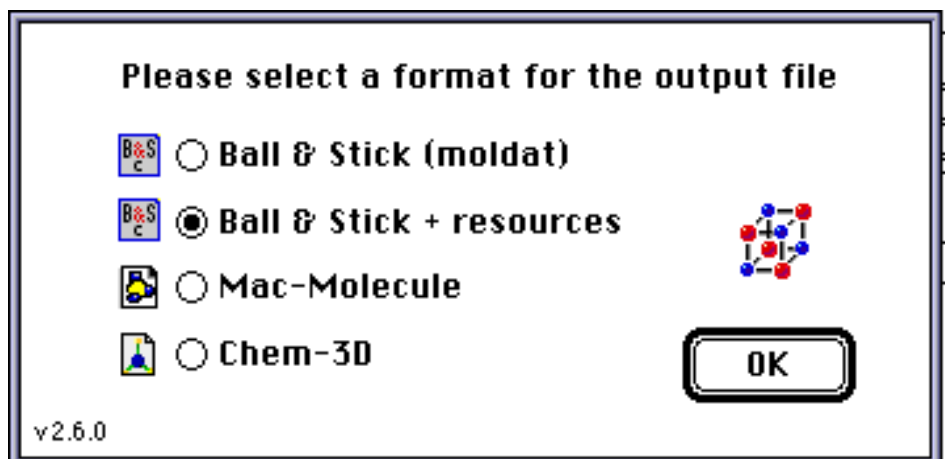 Please select a format for the output file
B&S
c
Ball & Stick (moldat)
B&S
c
Ball & Stick + resources
Mac-Molecule
Chem-3D
OK
v2.6.0